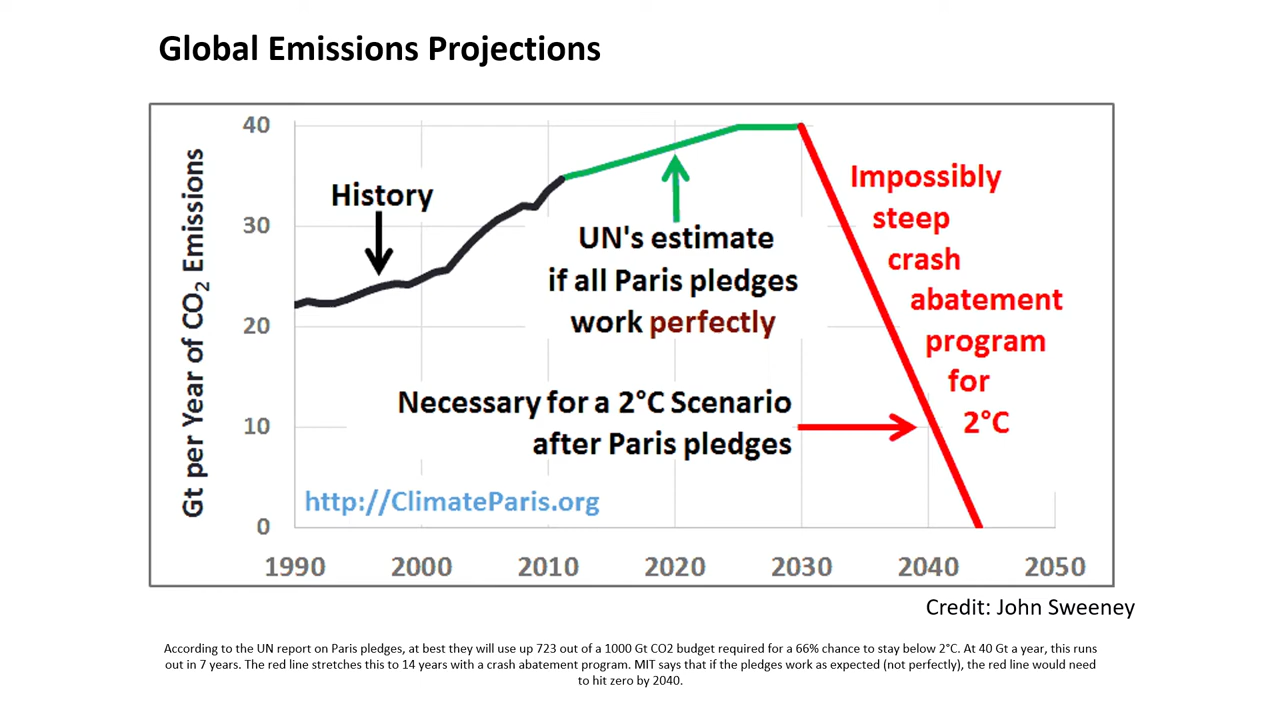 Global Emissions Projections
Gt per Year of CO₂ Emissions
40
30
20
10
0
History
UN's estimate
if all Paris pledges
work perfectly
Impossibly
steep
crash
abatement
program
for
2°C
Necessary for a 2°C Scenario
after Paris pledges
http://ClimateParis.org
1990 2000 2010 2020 2030 2040 2050
Credit: John Sweeney
According to the UN report on Paris pledges, at best they will use up 723 out of a 1000 Gt CO2 budget required for a 66% chance to stay below 2°C. At 40 Gt a year, this runs
out in 7 years. The red line stretches this to 14 years with a crash abatement program. MIT says that if the pledges work as expected (not perfectly), the red line would need
to hit zero by 2040.